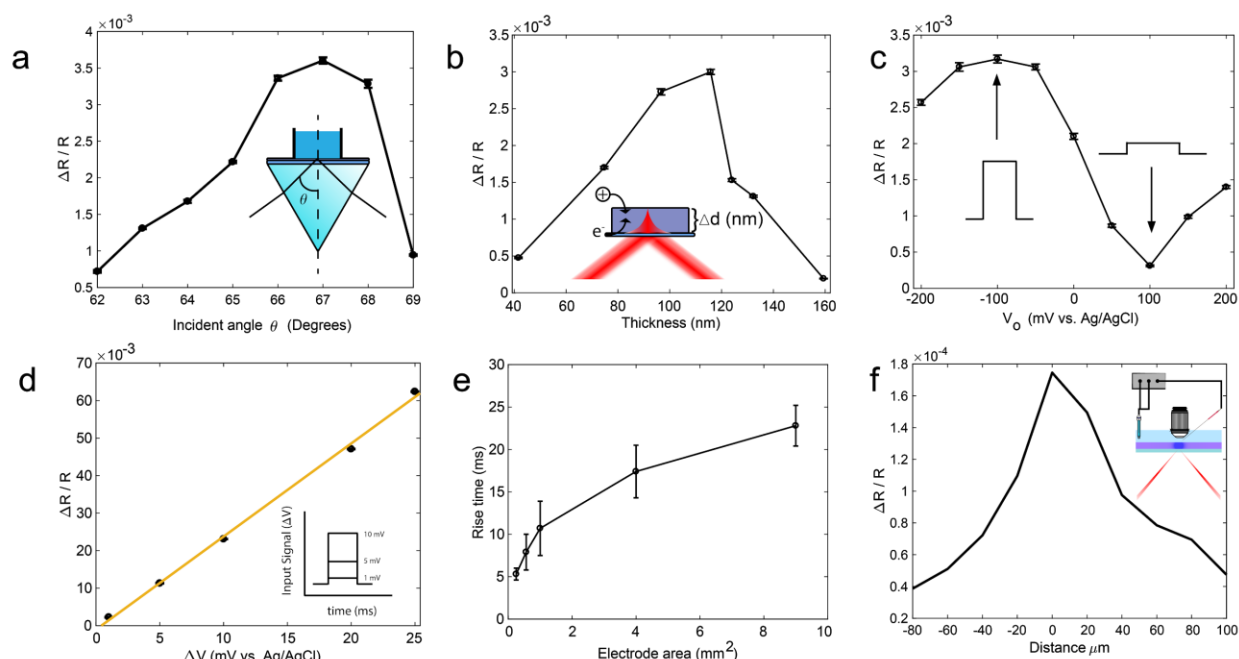 a
×10⁻³
4
3.5
3
2.5
2
1.5
1
0.5
ΔR / R
θ
62 63 64 65 66 67 68 69
Incident angle θ (Degrees)
b
×10⁻³
3.5
3
2.5
2
1.5
1
0.5
0
ΔR / R
+
e⁻
Δd (nm)
40 60 80 100 120 140 160
Thickness (nm)
c
×10⁻³
3.5
3
2.5
2
1.5
1
0.5
0
ΔR / R
-200 -100 0 100 200
V₀ (mV vs. Ag/AgCl)
d
×10⁻³
70
60
50
40
30
20
10
0
ΔR / R
Input Signal (ΔV)
10 mV
5 mV
1 mV
time (ms)
0 5 10 15 20 25
ΔV (mV vs. Ag/AgCl)
e
30
25
20
15
10
5
0
Rise time (ms)
0 2 4 6 8 10
Electrode area (mm²)
f
×10⁻⁴
1.8
1.6
1.4
1.2
1
0.8
0.6
0.4
0.2
ΔR / R
-80 -60 -40 -20 0 20 40 60 80 100
Distance μm